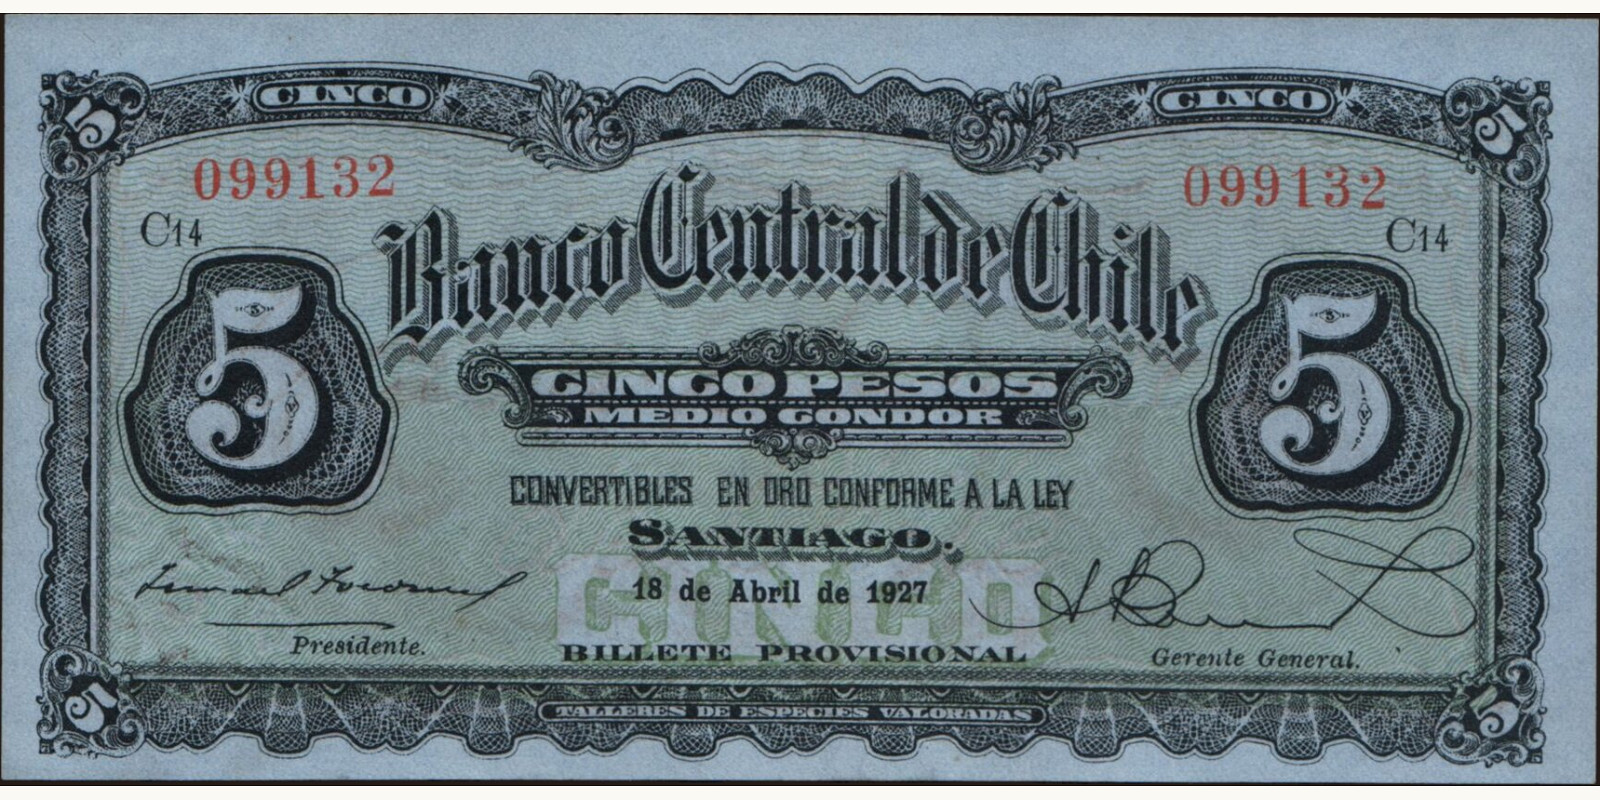 5 CINCO CINCO 5
099132 099132
C14 C14
Banco Central de Chile
5 5
CINCO PESOS
MEDIO CONDOR
CONVERTIBLES EN ORO CONFORME A LA LEY
SANTIAGO.
CINCO
18 de Abril de 1927
BILLETE PROVISIONAL
Presidente. Gerente General.
5 TALLERES DE ESPECIES VALORADAS 5